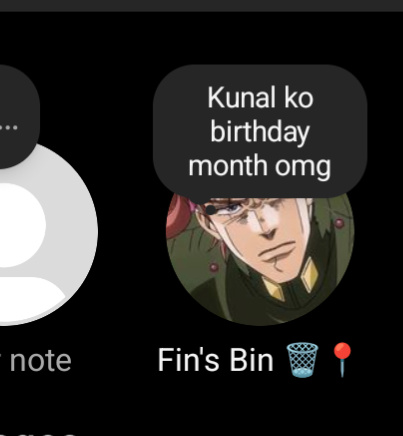 ...
Kunal ko
birthday
month omg
note
Fin's Bin 🗑️ 📍